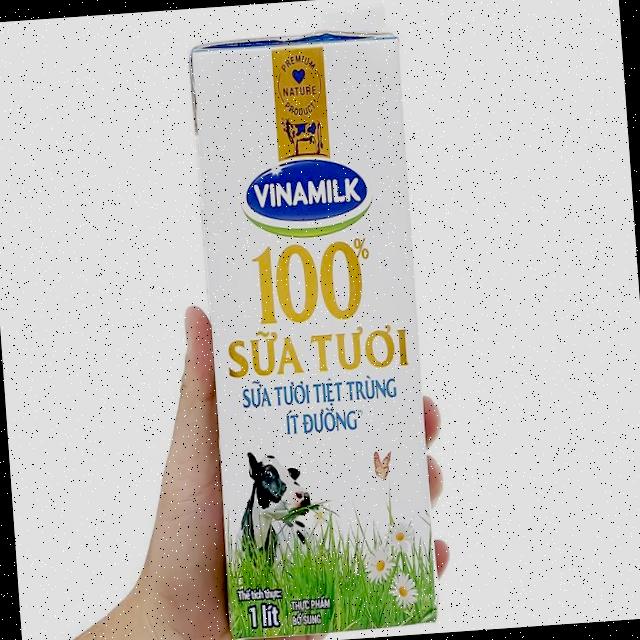 PREMIUM
NATURE
PRODUCT
VINAMILK
100%
SỮA TƯƠI
SỮA TƯƠI TIỆT TRÙNG
ÍT ĐƯỜNG
Thể tích thực:
1 lít
THỰC PHẨM
BỔ SUNG